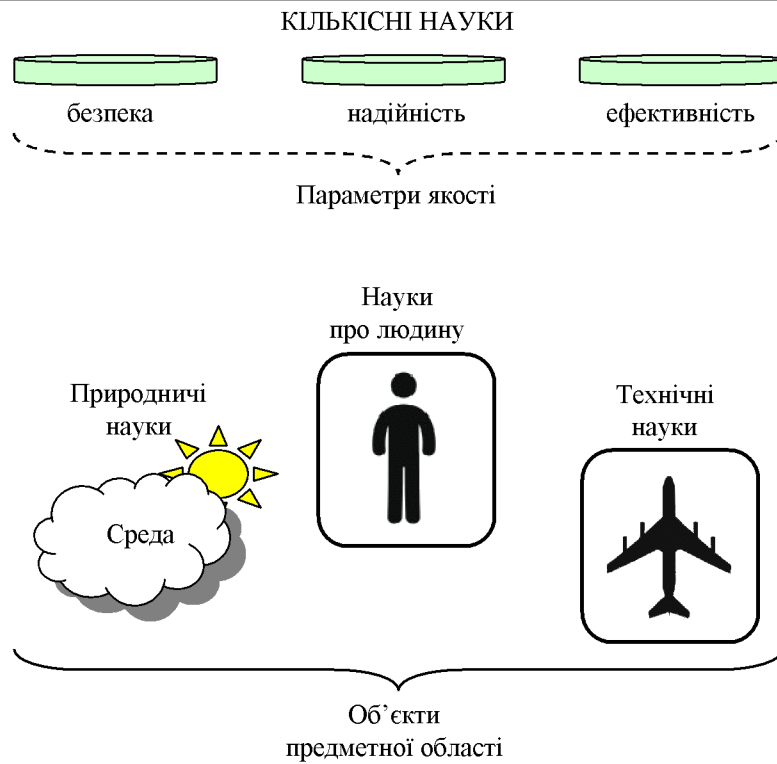 КІЛЬКІСНІ НАУКИ
безпека
надійність
ефективність
Параметри якості
Науки
про людину
Природничі
науки
Технічні
науки
Среда
Об’єкти
предметної області